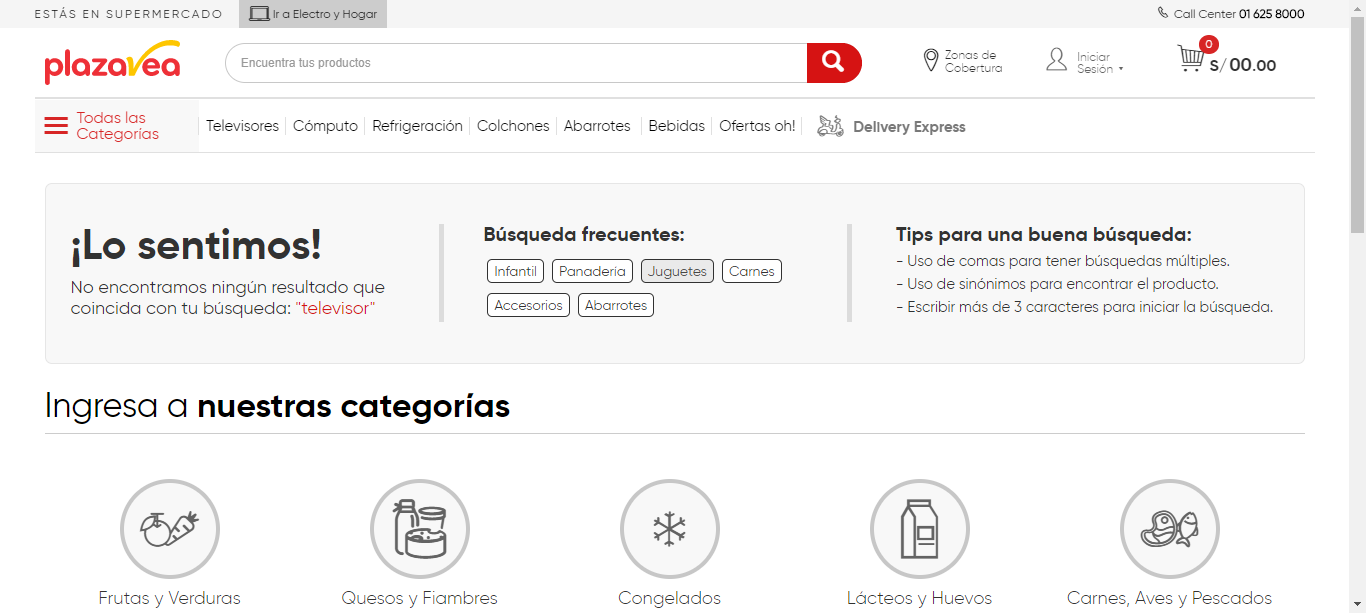 ESTÁS EN SUPERMERCADO
Ir a Electro y Hogar
Call Center 01 625 8000
plazavea
Encuentra tus productos
Zonas de
Cobertura
Iniciar
Sesión
0
S/ 00.00
Todas las
Categorías
Televisores
Cómputo
Refrigeración
Colchones
Abarrotes
Bebidas
Ofertas oh!
Delivery Express
¡Lo sentimos!
No encontramos ningún resultado que
coincida con tu búsqueda: "televisor"
Búsqueda frecuentes:
Infantil
Panaderia
Juguetes
Carnes
Accesorios
Abarrotes
Tips para una buena búsqueda:
- Uso de comas para tener búsquedas múltiples.
- Uso de sinónimos para encontrar el producto.
- Escribir más de 3 caracteres para iniciar la búsqueda.
Ingresa a nuestras categorías
Frutas y Verduras
Quesos y Fiambres
Congelados
Lácteos y Huevos
Carnes, Aves y Pescados